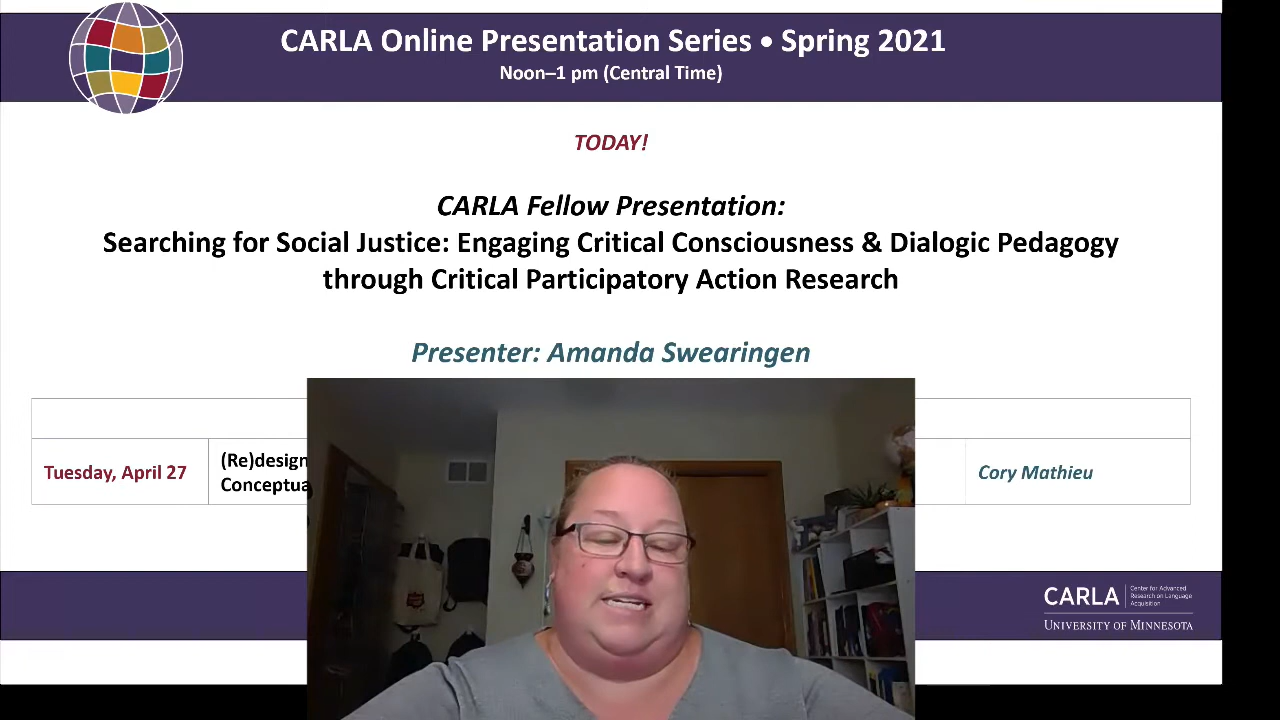 CARLA Online Presentation Series • Spring 2021
Noon–1 pm (Central Time)
TODAY!
CARLA Fellow Presentation:
Searching for Social Justice: Engaging Critical Consciousness & Dialogic Pedagogy
through Critical Participatory Action Research
Presenter: Amanda Swearingen
Tuesday, April 27
(Re)design
Conceptua
Cory Mathieu
CARLA
Center for Advanced
Research on Language
Acquisition
UNIVERSITY OF MINNESOTA